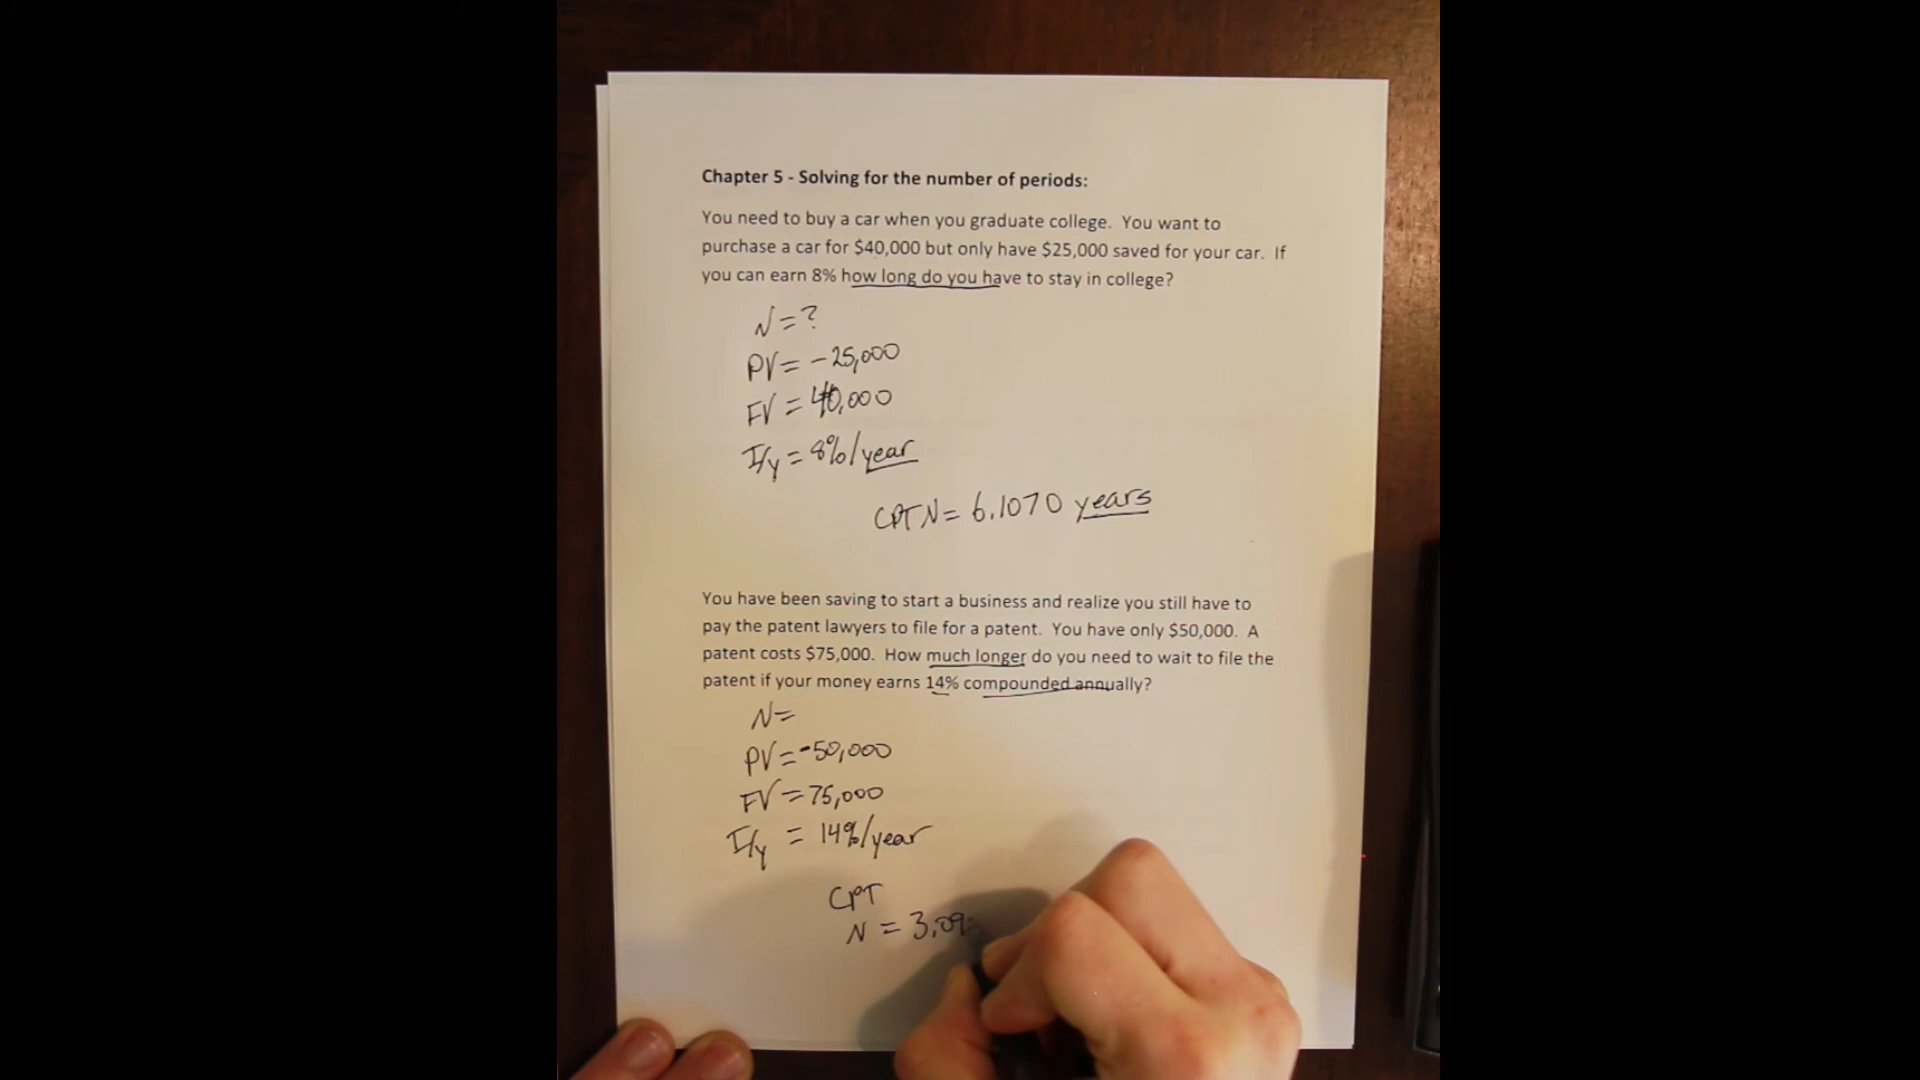 Chapter 5 - Solving for the number of periods:
You need to buy a car when you graduate college. You want to
purchase a car for $40,000 but only have $25,000 saved for your car. If
you can earn 8% how long do you have to stay in college?
N = ?
PV = -25,000
FV = 40,000
I/y = 8%/year
CPT N = 6.1070 years
You have been saving to start a business and realize you still have to
pay the patent lawyers to file for a patent. You have only $50,000. A
patent costs $75,000. How much longer do you need to wait to file the
patent if your money earns 14% compounded annually?
N =
PV = -50,000
FV = 75,000
I/y = 14%/year
CPT
N = 3.09